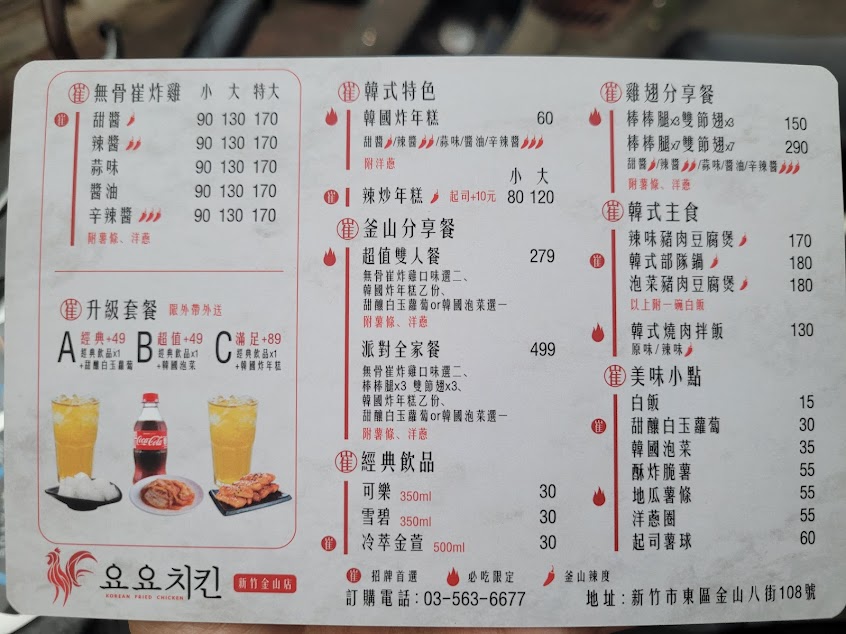 崔 無骨崔炸雞 小 大 特大
崔 甜醬 90 130 170
辣醬 90 130 170
蒜味 90 130 170
醬油 90 130 170
辛辣醬 90 130 170
附薯條、洋蔥
崔 升級套餐 限外帶外送
A 經典+49
經典飲品x1
+甜釀白玉蘿蔔
B 超值+49
經典飲品x1
+韓國泡菜
C 滿足+89
經典飲品x1
+韓國炸年糕
Coca-Cola
요요치킨
KOREAN FRIED CHICKEN
新竹金山店
崔 韓式特色
韓國炸年糕 60
甜醬/辣醬/蒜味/醬油/辛辣醬
附洋蔥
小 大
崔 辣炒年糕 起司+10元 80 120
崔 釜山分享餐
超值雙人餐 279
無骨崔炸雞口味選二、
韓國炸年糕乙份、
甜釀白玉蘿蔔or韓國泡菜選一
附薯條、洋蔥
派對全家餐 499
無骨崔炸雞口味選二、
棒棒腿x3 雙節翅x3、
韓國炸年糕乙份、
甜釀白玉蘿蔔or韓國泡菜選一
附薯條、洋蔥
崔 經典飲品
可樂 350ml 30
雪碧 350ml 30
崔 冷萃金萱 500ml 30
崔 雞翅分享餐
棒棒腿x3雙節翅x3 150
棒棒腿x7雙節翅x7 290
甜醬/辣醬/蒜味/醬油/辛辣醬
附薯條、洋蔥
崔 韓式主食
辣味豬肉豆腐煲 170
崔 韓式部隊鍋 180
泡菜豬肉豆腐煲 180
以上附一碗白飯
韓式燒肉拌飯 130
原味/辣味
崔 美味小點
白飯 15
崔 甜釀白玉蘿蔔 30
韓國泡菜 35
酥炸脆薯 55
地瓜薯條 55
洋蔥圈 55
起司薯球 60
崔 招牌首選 必吃限定 釜山辣度
訂購電話:03-563-6677 地址:新竹市東區金山八街108號